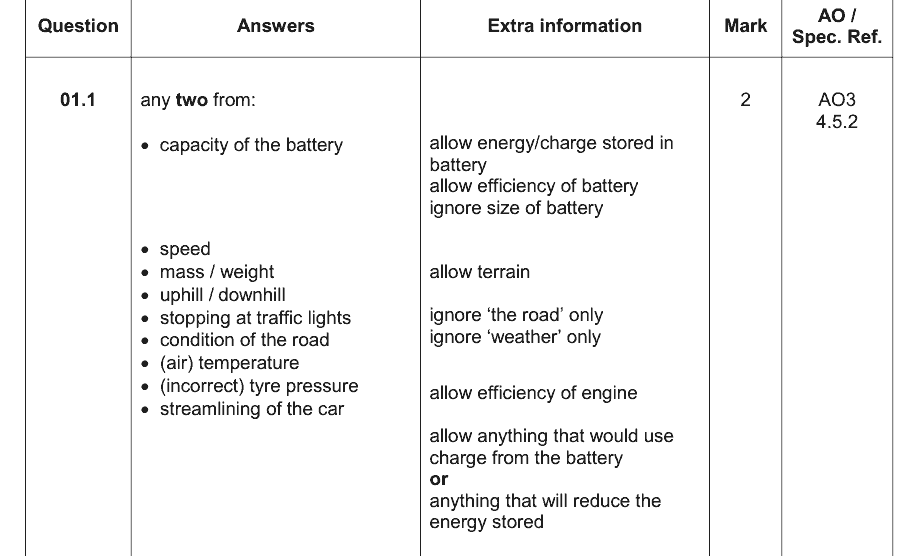 Question Answers Extra information Mark AO /
Spec. Ref.
01.1 any two from: 2 AO3
4.5.2
• capacity of the battery allow energy/charge stored in
battery
allow efficiency of battery
ignore size of battery
• speed
• mass / weight allow terrain
• uphill / downhill
• stopping at traffic lights ignore ‘the road’ only
• condition of the road ignore ‘weather’ only
• (air) temperature
• (incorrect) tyre pressure allow efficiency of engine
• streamlining of the car
allow anything that would use
charge from the battery
or
anything that will reduce the
energy stored